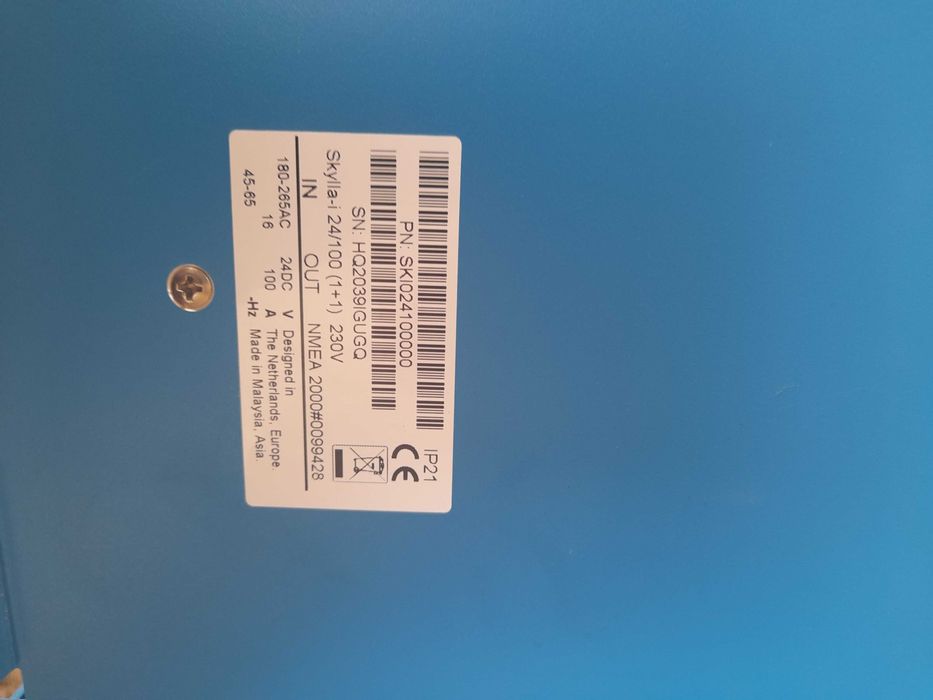 IP21
PN: SKI024100000
CE
SN: HQ2039IGUGQ
Skylla-i 24/100 (1+1) 230V
IN OUT NMEA 2000#0099428
180-265AC 24DC V Designed in
16 100 A The Netherlands, Europe.
45-65 -Hz Made in Malaysia, Asia.